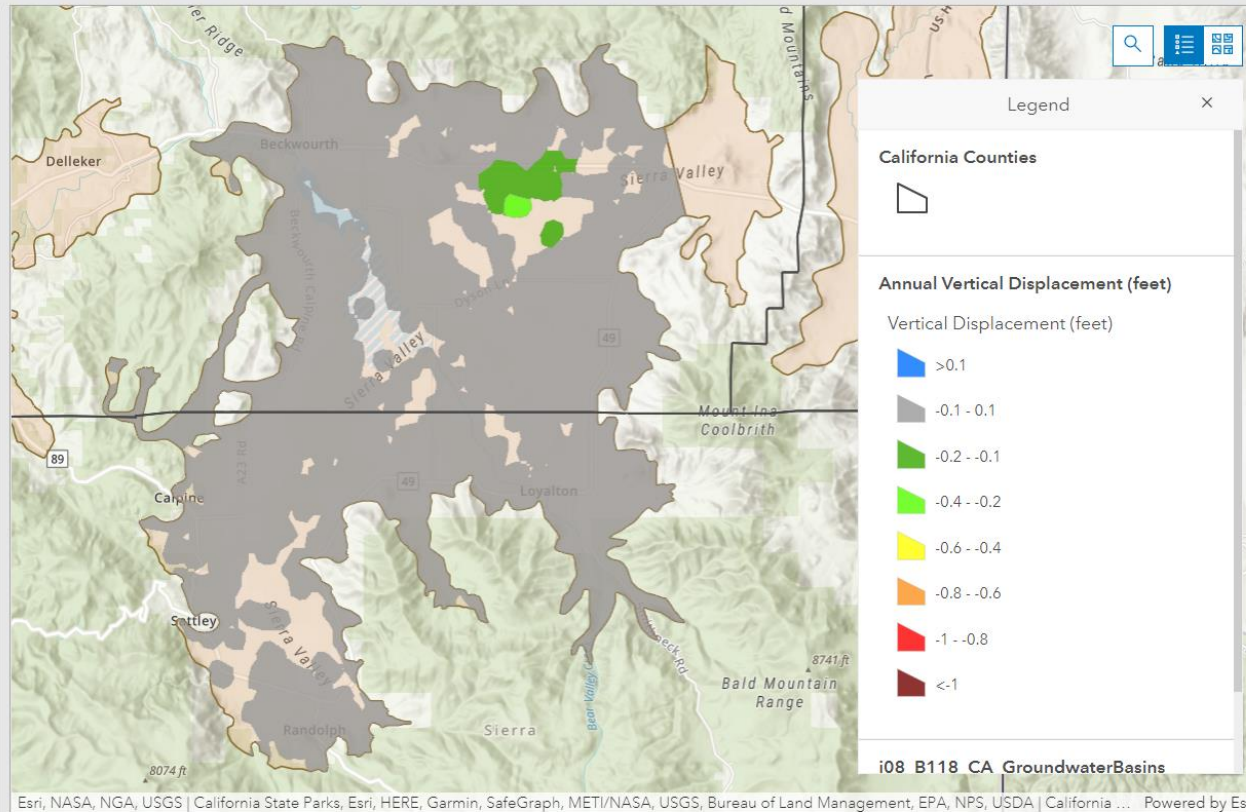 US H
Legend
California Counties
Annual Vertical Displacement (feet)
Vertical Displacement (feet)
>0.1
-0.1 - 0.1
-0.2 - -0.1
-0.4 - -0.2
-0.6 - -0.4
-0.8 - -0.6
-1 - -0.8
<-1
i08_B118_CA_GroundwaterBasins
Ridge
Mountains
Delleker
Beckwourth
Sierra Valley
Beckwourth Calpine Rd
Dyson
49
Sierra Valley
Mount Ina
Coolbrith
89
A23 Rd
49
Calpine
Loyalton
Sattley
Sierra Valley
Bear Valley
8741 ft
Bald Mountain
Range
Randolph
Sierra
8074 ft
Esri, NASA, NGA, USGS | California State Parks, Esri, HERE, Garmin, SafeGraph, METI/NASA, USGS, Bureau of Land Management, EPA, NPS, USDA | California ... Powered by Es